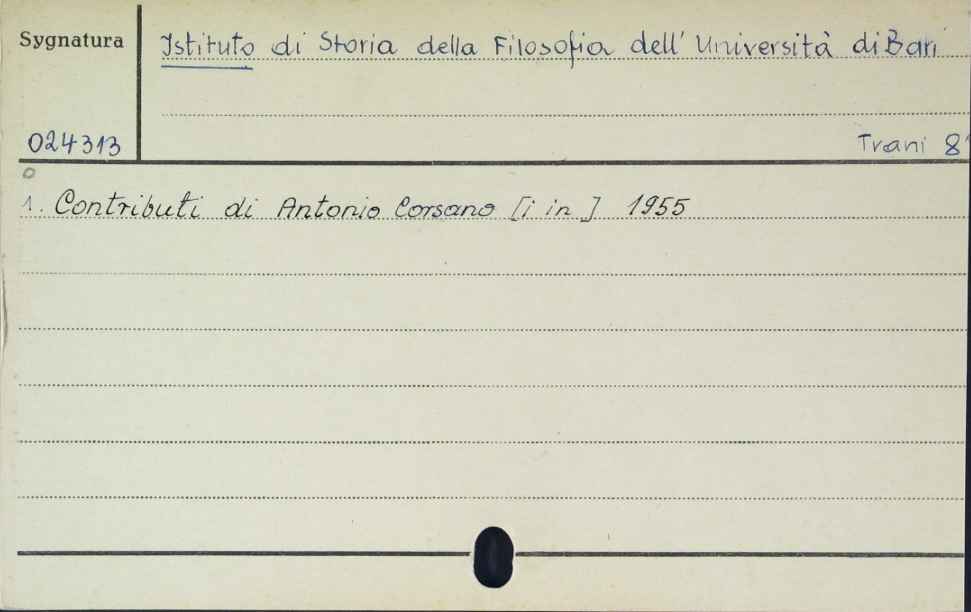 Sygnatura
Istituto di Storia della Filosofia dell' Università di Bari
024313
Trani 8°
1. Contributi di Antonio Corsano [i in] 1955